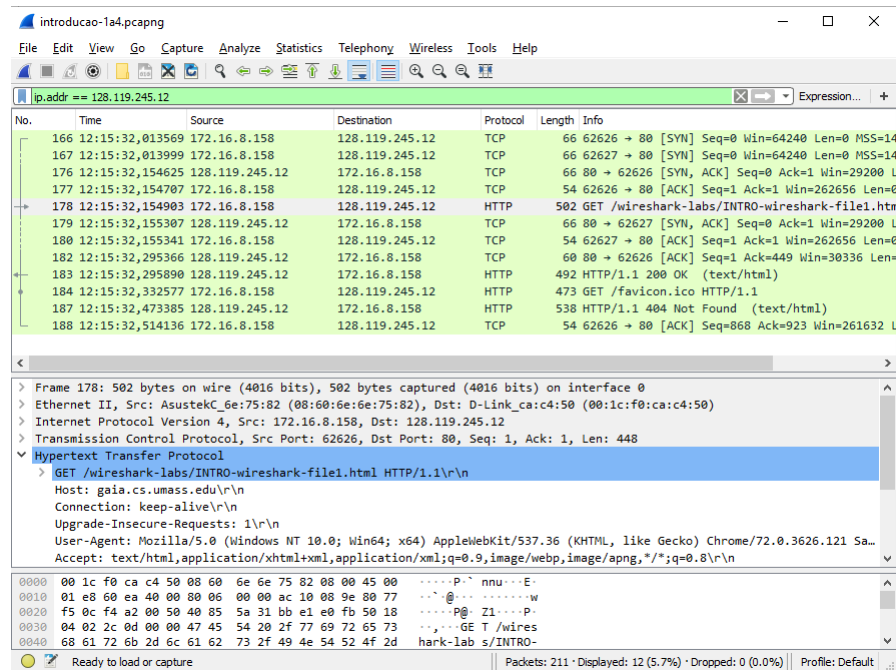 introducao-1a4.pcapng
File Edit View Go Capture Analyze Statistics Telephony Wireless Tools Help
ip.addr == 128.119.245.12 Expression... +
No. Time Source Destination Protocol Length Info
166 12:15:32,013569 172.16.8.158 128.119.245.12 TCP 66 62626 → 80 [SYN] Seq=0 Win=64240 Len=0 MSS=14
167 12:15:32,013999 172.16.8.158 128.119.245.12 TCP 66 62627 → 80 [SYN] Seq=0 Win=64240 Len=0 MSS=14
176 12:15:32,154625 128.119.245.12 172.16.8.158 TCP 66 80 → 62626 [SYN, ACK] Seq=0 Ack=1 Win=29200 L
177 12:15:32,154707 172.16.8.158 128.119.245.12 TCP 54 62626 → 80 [ACK] Seq=1 Ack=1 Win=262656 Len=0
178 12:15:32,154903 172.16.8.158 128.119.245.12 HTTP 502 GET /wireshark-labs/INTRO-wireshark-file1.htm
179 12:15:32,155307 128.119.245.12 172.16.8.158 TCP 66 80 → 62627 [SYN, ACK] Seq=0 Ack=1 Win=29200 L
180 12:15:32,155341 172.16.8.158 128.119.245.12 TCP 54 62627 → 80 [ACK] Seq=1 Ack=1 Win=262656 Len=0
182 12:15:32,295366 128.119.245.12 172.16.8.158 TCP 60 80 → 62626 [ACK] Seq=1 Ack=449 Win=30336 Len=
183 12:15:32,295890 128.119.245.12 172.16.8.158 HTTP 492 HTTP/1.1 200 OK (text/html)
184 12:15:32,332577 172.16.8.158 128.119.245.12 HTTP 473 GET /favicon.ico HTTP/1.1
187 12:15:32,473385 128.119.245.12 172.16.8.158 HTTP 538 HTTP/1.1 404 Not Found (text/html)
188 12:15:32,514136 172.16.8.158 128.119.245.12 TCP 54 62626 → 80 [ACK] Seq=868 Ack=923 Win=261632 L
Frame 178: 502 bytes on wire (4016 bits), 502 bytes captured (4016 bits) on interface 0
Ethernet II, Src: AsustekC_6e:75:82 (08:60:6e:6e:75:82), Dst: D-Link_ca:c4:50 (00:1c:f0:ca:c4:50)
Internet Protocol Version 4, Src: 172.16.8.158, Dst: 128.119.245.12
Transmission Control Protocol, Src Port: 62626, Dst Port: 80, Seq: 1, Ack: 1, Len: 448
Hypertext Transfer Protocol
GET /wireshark-labs/INTRO-wireshark-file1.html HTTP/1.1\r\n
Host: gaia.cs.umass.edu\r\n
Connection: keep-alive\r\n
Upgrade-Insecure-Requests: 1\r\n
User-Agent: Mozilla/5.0 (Windows NT 10.0; Win64; x64) AppleWebKit/537.36 (KHTML, like Gecko) Chrome/72.0.3626.121 Sa…
Accept: text/html,application/xhtml+xml,application/xml;q=0.9,image/webp,image/apng,*/*;q=0.8\r\n
0000 00 1c f0 ca c4 50 08 60 6e 6e 75 82 08 00 45 00 ·····P·` nnu···E·
0010 01 e8 60 ea 40 00 80 06 00 00 ac 10 08 9e 80 77 ··`·@··· ·······w
0020 f5 0c f4 a2 00 50 40 85 5a 31 bb e1 e0 fb 50 18 ·····P@· Z1····P·
0030 04 02 2c 0d 00 00 47 45 54 20 2f 77 69 72 65 73 ··,···GE T /wires
0040 68 61 72 6b 2d 6c 61 62 73 2f 49 4e 54 52 4f 2d hark-lab s/INTRO-
Ready to load or capture Packets: 211 · Displayed: 12 (5.7%) · Dropped: 0 (0.0%) Profile: Default